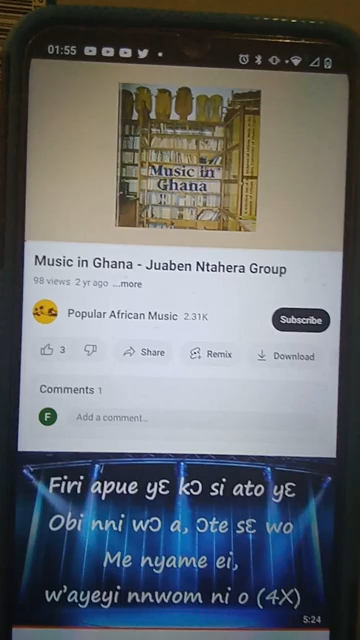 01:55
Music in
Ghana
Music in Ghana - Juaben Ntahera Group
98 views 2 yr ago ...more
Popular African Music 2.31K
Subscribe
3 Share Remix Download
Comments 1
F Add a comment...
Firi apue yɛ kɔ si ato yɛ
Obi nni wɔ a, ɔte sɛ wo
Me nyame ei,
w'ayeyi nnwom ni o (4X)
5:24